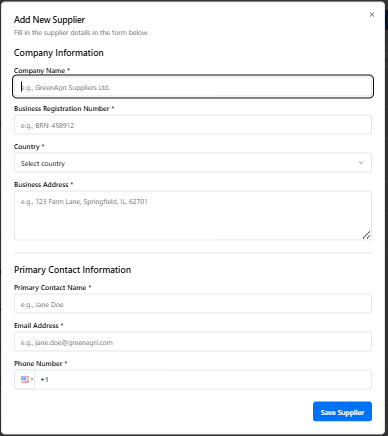 Add New Supplier
×
Fill in the supplier details in the form below.
Company Information
Company Name *
e.g., GreenAgri Suppliers Ltd.
Business Registration Number *
e.g., BRN-458912
Country *
Select country
Business Address *
e.g., 123 Farm Lane, Springfield, IL, 62701
Primary Contact Information
Primary Contact Name *
e.g., Jane Doe
Email Address *
e.g., jane.doe@greenagri.com
Phone Number *
+1
Save Supplier